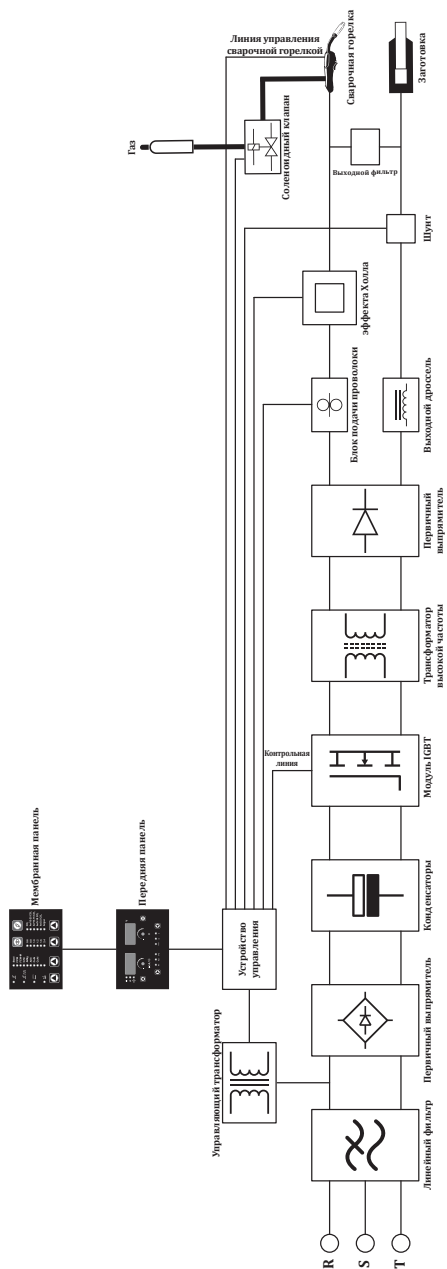 Мембранная панель
Передняя панель
Газ
Линия управления
сварочной горелкой
Сварочная горелка
Заготовка
Соленоидный клапан
Выходной фильтр
Шунт
эффекта Холла
Блок подачи проволоки
Выходной дроссель
Первичный
выпрямитель
Трансформатор
высокой частоты
Контрольная
линия
Модуль IGBT
Устройство
управления
Конденсаторы
Управляющий трансформатор
Первичный выпрямитель
Линейный фильтр
R
S
T